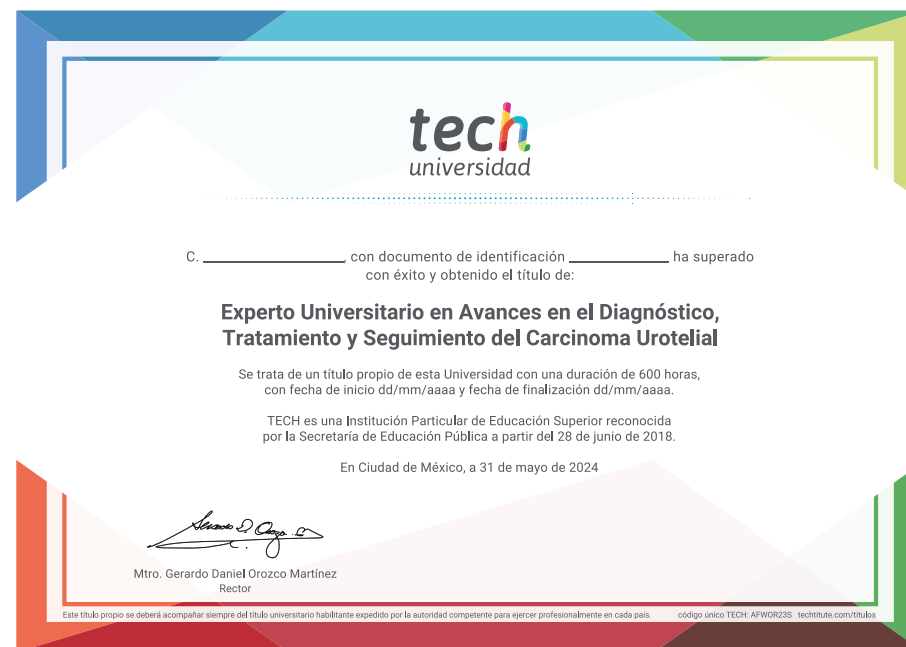 tech
universidad
C. ____________________, con documento de identificación ______________ ha superado
con éxito y obtenido el título de:
Experto Universitario en Avances en el Diagnóstico,
Tratamiento y Seguimiento del Carcinoma Urotelial
Se trata de un título propio de esta Universidad con una duración de 600 horas,
con fecha de inicio dd/mm/aaaa y fecha de finalización dd/mm/aaaa.
TECH es una Institución Particular de Educación Superior reconocida
por la Secretaría de Educación Pública a partir del 28 de junio de 2018.
En Ciudad de México, a 31 de mayo de 2024
Mtro. Gerardo Daniel Orozco Martínez
Rector
Este título propio se deberá acompañar siempre del título universitario habilitante expedido por la autoridad competente para ejercer profesionalmente en cada país. código único TECH: AFWOR23S techtitute.com/titulos